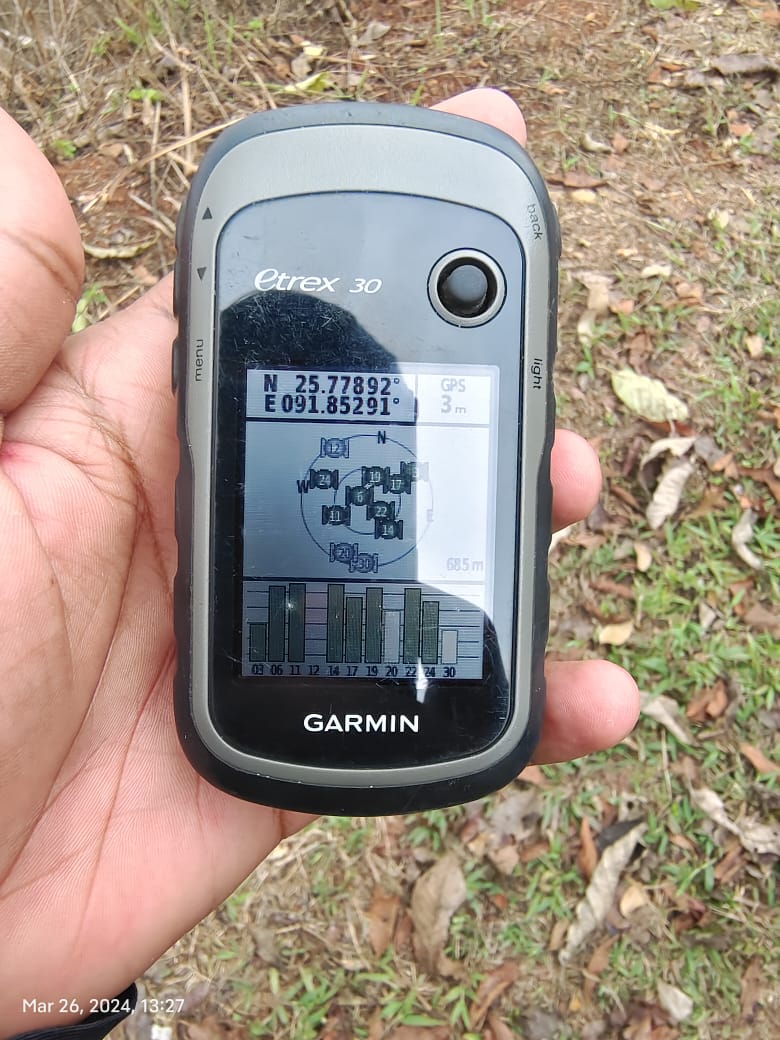 back
etrex 30
menu
light
N 25.77892°
E 091.85291°
GPS
3 m
N
12
24
19
17
3
W
6
11
22
E
14
20
30
685 m
03 06 11 12 14 17 19 20 22 24 30
GARMIN
Mar 26, 2024, 13:27